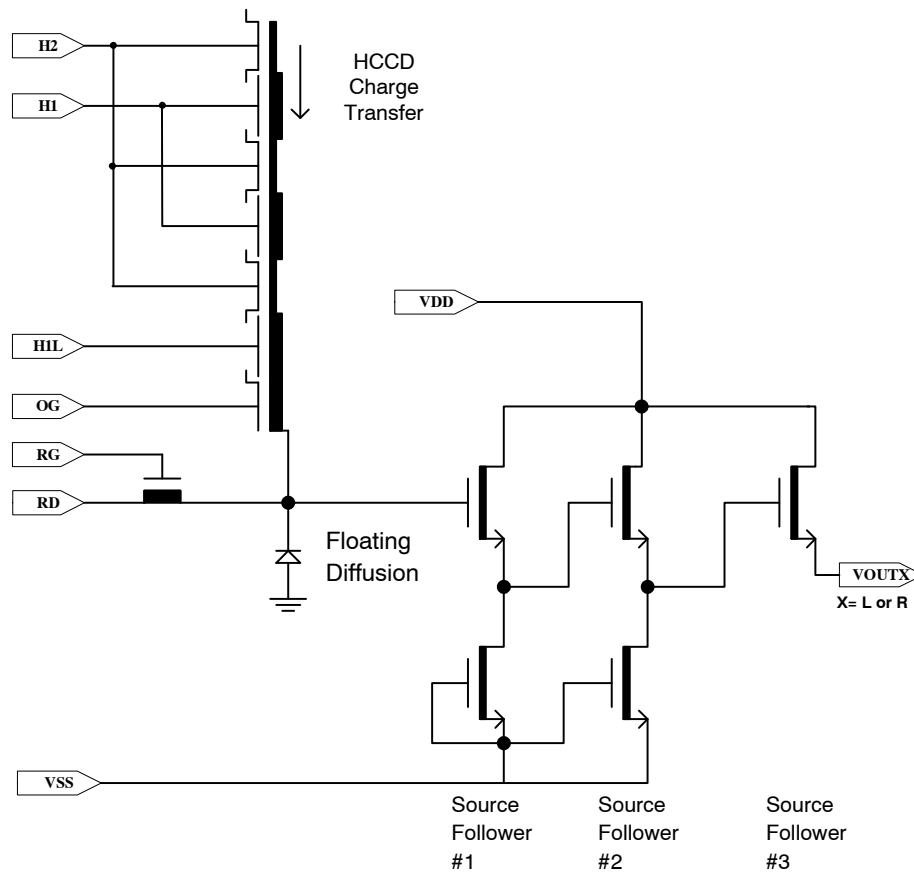 H2
HCCD
Charge
Transfer
H1
VDD
H1L
OG
RG
RD
Floating
Diffusion
VOUTX
X= L or R
VSS
Source
Follower
#1
Source
Follower
#2
Source
Follower
#3